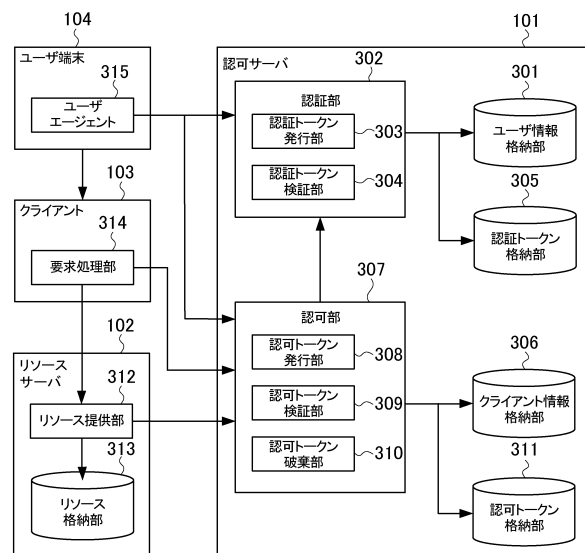 104
ユーザ端末
315
ユーザ
エージェント
103
クライアント
314
要求処理部
102
リソース
サーバ
312
リソース提供部
313
リソース
格納部
101
認可サーバ
302
認証部
認証トークン
発行部
303
認証トークン
検証部
304
301
ユーザ情報
格納部
305
認証トークン
格納部
307
認可部
認可トークン
発行部
308
認可トークン
検証部
309
認可トークン
破棄部
310
306
クライアント情報
格納部
311
認可トークン
格納部